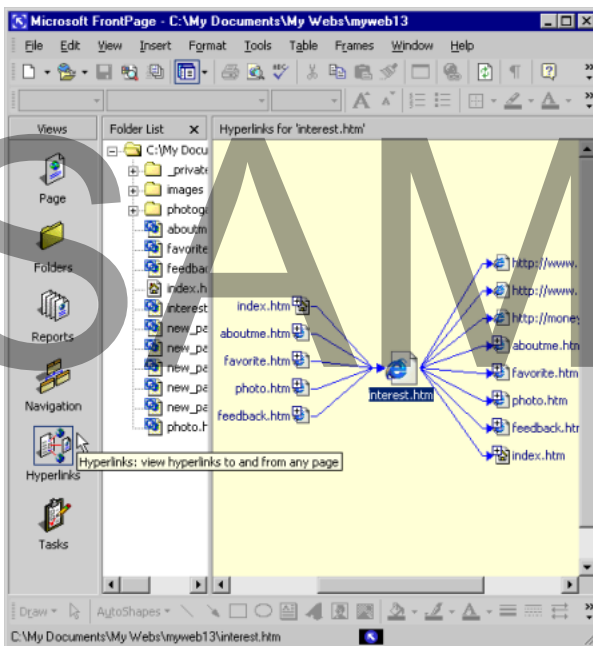 Microsoft FrontPage - C:\My Documents\My Webs\myweb13
File Edit View Insert Format Tools Table Frames Window Help
Views
Folder List x
Hyperlinks for 'interest.htm'
C:\My Docu
_private
images
photoga
aboutm
favorite
feedbac
index.h
interest
new_pa
new_pa
new_pa
new_pa
new_pa
photo.h
Page
Folders
Reports
Navigation
Hyperlinks
Tasks
index.htm
aboutme.htm
favorite.htm
photo.htm
feedback.htm
interest.htm
http://www.
http://www.
http://money
aboutme.htm
favorite.htm
photo.htm
feedback.htr
index.htm
Hyperlinks: view hyperlinks to and from any page
Draw AutoShapes
C:\My Documents\My Webs\myweb13\interest.htm
SAM